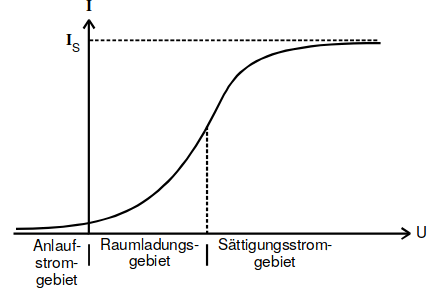 I
I_S
U
Anlauf-
strom-
gebiet
Raumladungs-
gebiet
Sättigungsstrom-
gebiet